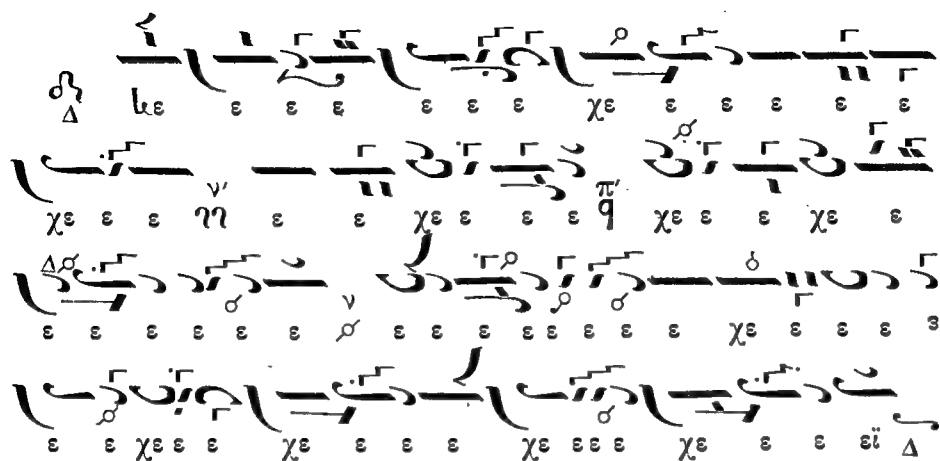 Δ κε ε ε ε ε ε ε χε ε ε ε ε ε
χε ε ε ν' ηη ε ε χε ε ε ε π' q χε ε ε χε ε
Δ ε ε ε ε ε ε ν ε ε ε ε ε ε ε ε χε ε ε ε ε
ε ε χε ε ε χε ε ε ε χε ε ε ε χε ε ε εϊ Δ